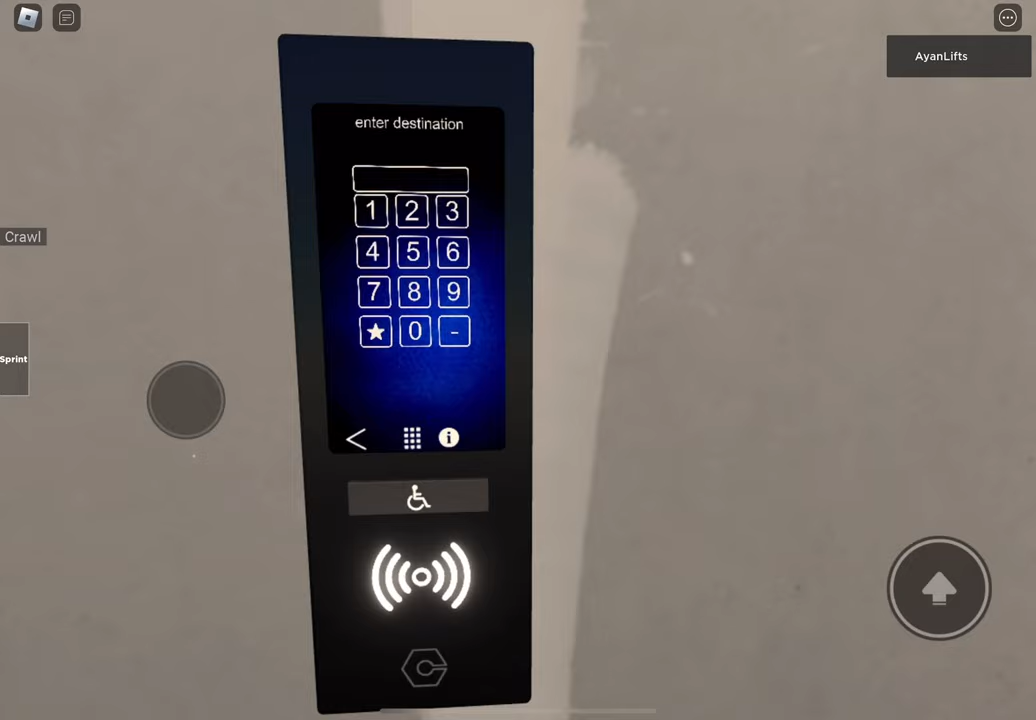 AyanLifts
enter destination
1 2 3
4 5 6
Crawl
7 8 9
★ 0 -
Sprint
< i